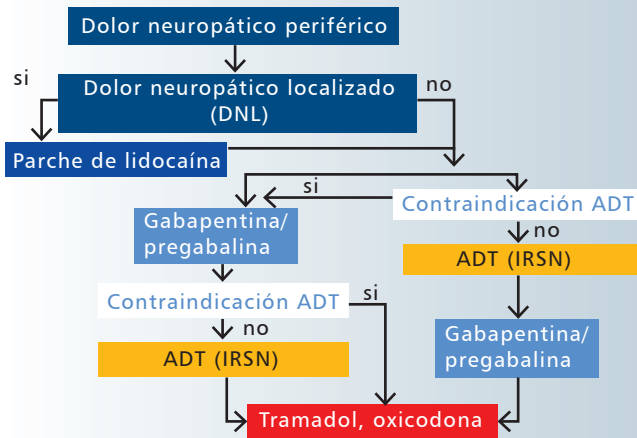 Dolor neuropático periférico
si
Dolor neuropático localizado
(DNL)
no
Parche de lidocaína
si
Contraindicación ADT
Gabapentina/
pregabalina
no
ADT (IRSN)
Contraindicación ADT
si
no
Gabapentina/
pregabalina
ADT (IRSN)
Tramadol, oxicodona